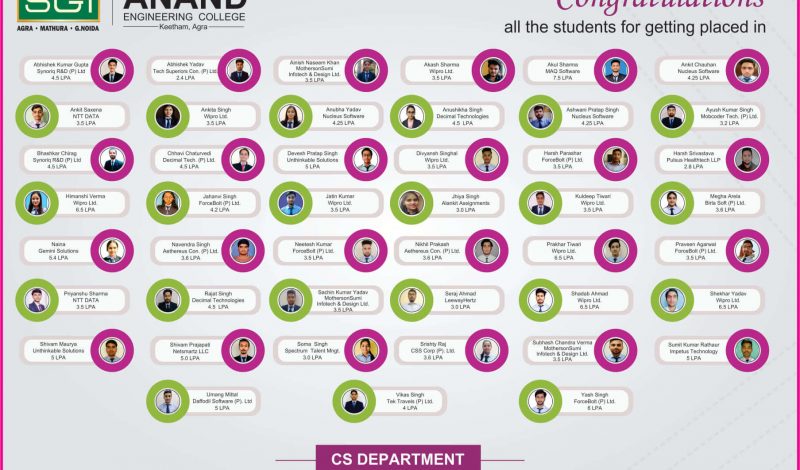 SGI
AGRA • MATHURA • G.NOIDA
ANAND
ENGINEERING COLLEGE
Keetham, Agra
Congratulations
all the students for getting placed in
Abhishek Kumar Gupta
Synoriq R&D (P) Ltd
4.5 LPA
Abhishek Yadav
Tech Superiors Con. (P) Ltd.
2.4 LPA
Naseem Khan
MothersonSumi
Infotech & Design Ltd.
3.5 LPA
Akash Sharma
Wipro Ltd.
3.5 LPA
Akul Sharma
MAQ Software
7.5 LPA
Ankit Chauhan
Nucleus Software
4.25 LPA
Ankit Saxena
NTT DATA
3.5 LPA
Ankita Singh
Wipro Ltd.
3.5 LPA
Anubha Yadav
Nucleus Software
4.25 LPA
Anushikha Singh
Decimal Technologies
4.5 LPA
Ashwani Pratap Singh
Nucleus Software
4.25 LPA
Ayush Kumar Singh
Mobcoder Tech. (P) Ltd.
3.2 LPA
Bhashkar Chirag
Synoriq R&D (P) Ltd
4.5 LPA
Chhavi Chaturvedi
Decimal Tech. (P) Ltd.
4.5 LPA
Devesh Pratap Singh
Unthinkable Solutions
5 LPA
Divyansh Singhal
Wipro Ltd.
3.5 LPA
Harsh Parashar
ForceBolt (P) Ltd.
3.5 LPA
Harsh Srivastava
Pulsus Healthtech LLP
2.8 LPA
Himanshi Verma
Wipro Ltd.
6.5 LPA
Jahanvi Singh
ForceBolt (P) Ltd.
4.2 LPA
Jatin Kumar
Wipro Ltd.
3.5 LPA
Jhiya Singh
Alankit Assignments
3.0 LPA
Kuldeep Tiwari
Wipro Ltd.
3.5 LPA
Megha Arela
Birla Soft (P) Ltd.
3.6 LPA
Naina
Gemini Solutions
5.4 LPA
Navendra Singh
Aethereus Con. (P) Ltd.
3.6 LPA
Neetesh Kumar
ForceBolt (P) Ltd.
3.5 LPA
Nikhil Prakash
Aethereus Con. (P) Ltd.
3.6 LPA
Prakhar Tiwari
Wipro Ltd.
6.5 LPA
Praveen Agarwal
ForceBolt (P) Ltd.
3.5 LPA
Priyanshu Sharma
NTT DATA
3.5 LPA
Rajat Singh
Decimal Technologies
4.5 LPA
Sachin Kumar Yadav
MothersonSumi
Infotech & Design Ltd.
3.5 LPA
Seraj Ahmad
LeewayHertz
3.0 LPA
Shadab Ahmad
Wipro Ltd.
6.5 LPA
Shekhar Yadav
Wipro Ltd.
6.5 LPA
Shivam Maurya
Unthinkable Solutions
5 LPA
Shivam Prajapati
Netsmartz LLC
5.0 LPA
Soma Singh
Spectrum Talent Mngt.
3.0 LPA
Srishty Raj
CSS Corp (P) Ltd.
3.6 LPA
Subhash Chandra Verma
MothersonSumi
Infotech & Design Ltd.
3.5 LPA
Sumit Kumar Rathaur
Impetus Technology
5 LPA
Umang Mittal
Daffodil Software (P) Ltd.
5 LPA
Vikas Singh
Tek Travels (P) Ltd.
4 LPA
Yash Singh
ForceBolt (P) Ltd.
6 LPA
CS DEPARTMENT